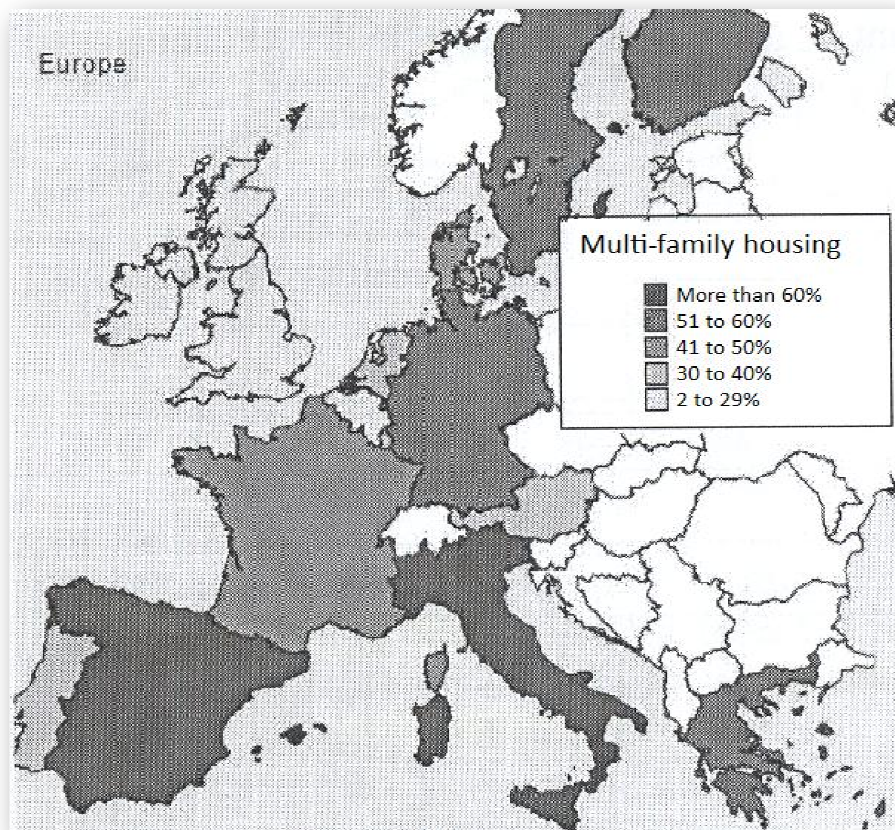 Europe
Multi-family housing
More than 60%
51 to 60%
41 to 50%
30 to 40%
2 to 29%